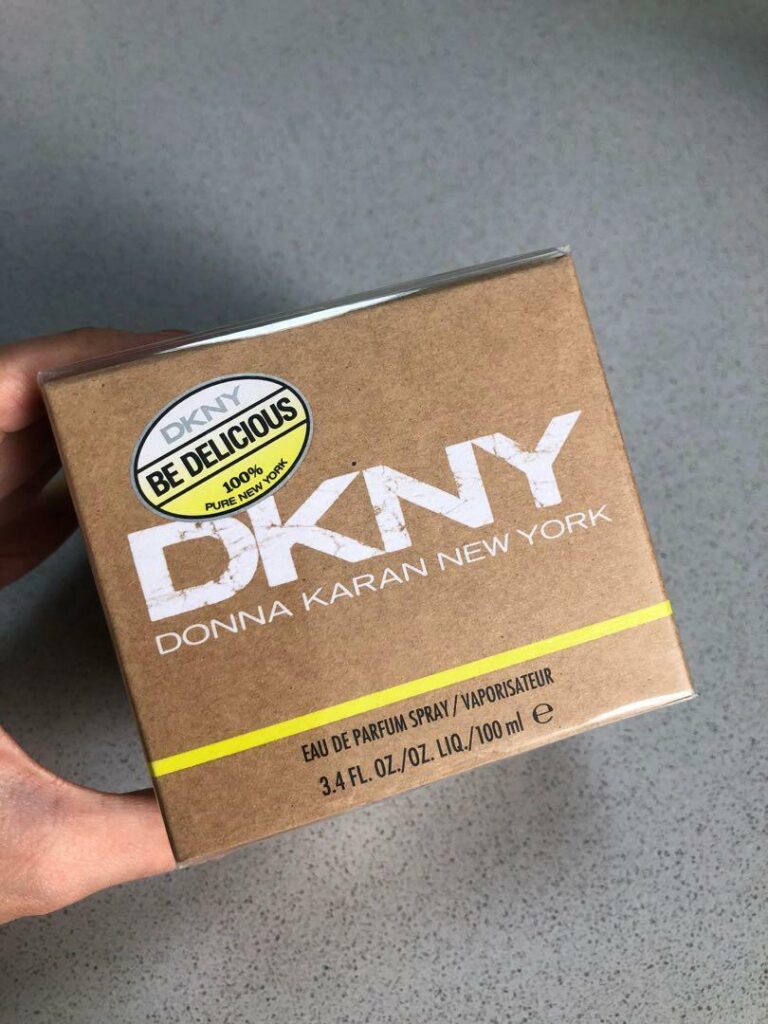 DKNY
BE DELICIOUS
100%
PURE NEW YORK
DKNY
DONNA KARAN NEW YORK
EAU DE PARFUM SPRAY / VAPORISATEUR
3.4 FL. OZ./OZ. LIQ./100 ml ℮